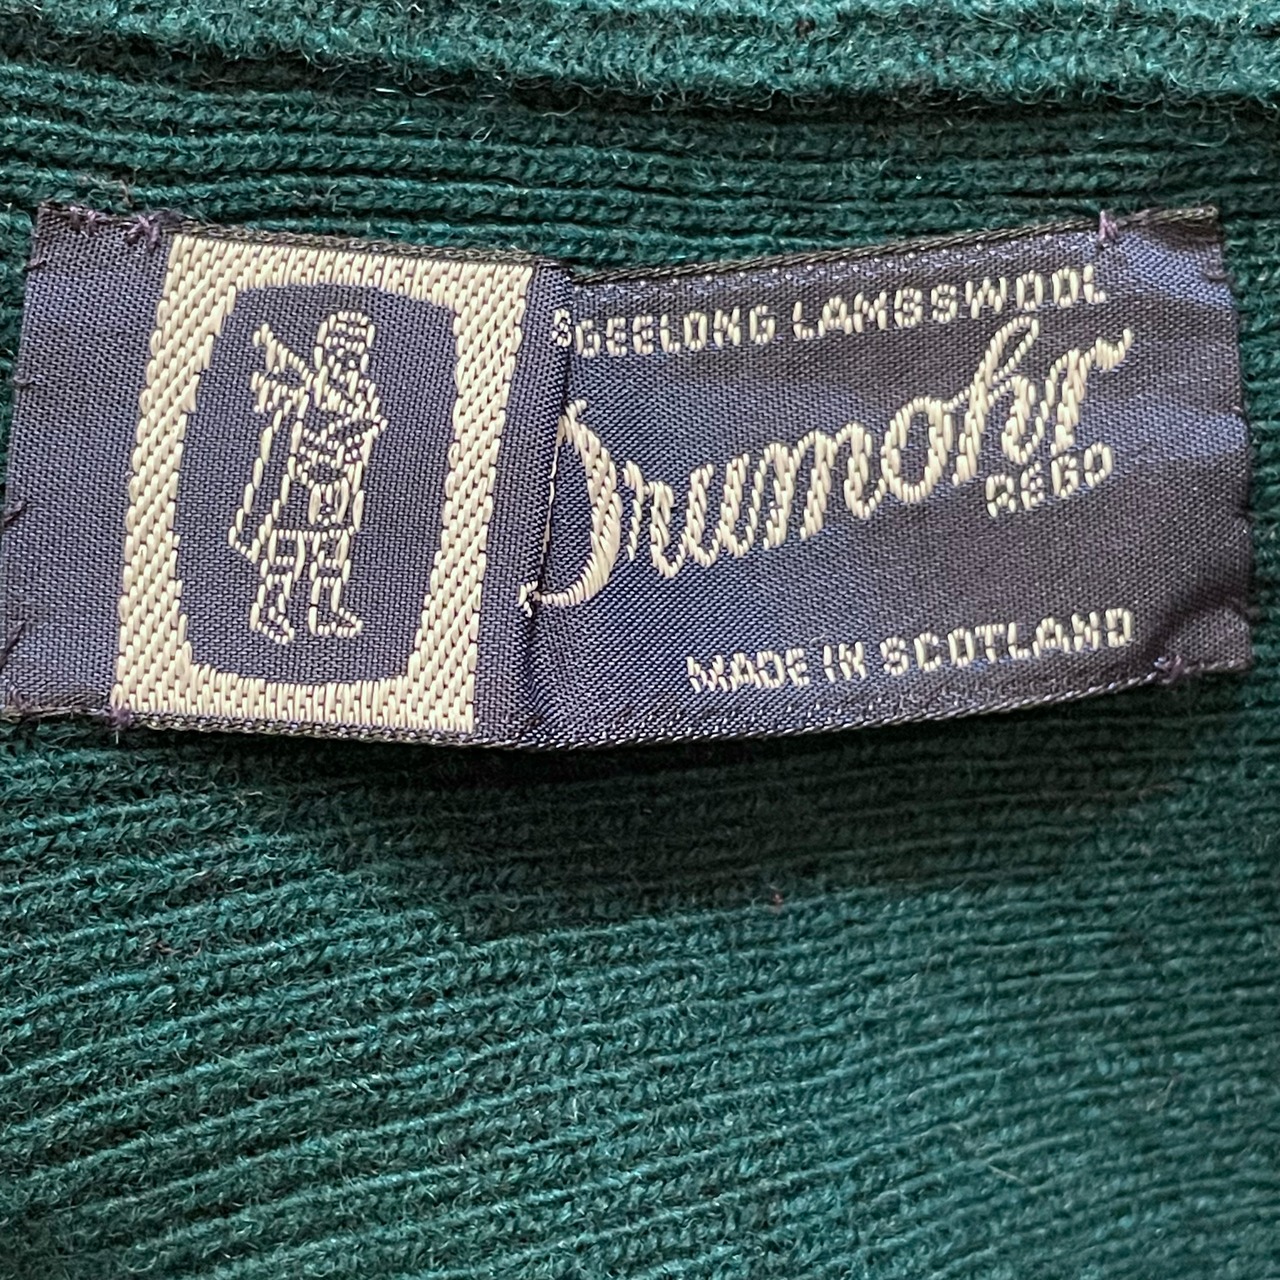 GEELONG LAMBSWOOL
Drumohr
REGD
MADE IN SCOTLAND